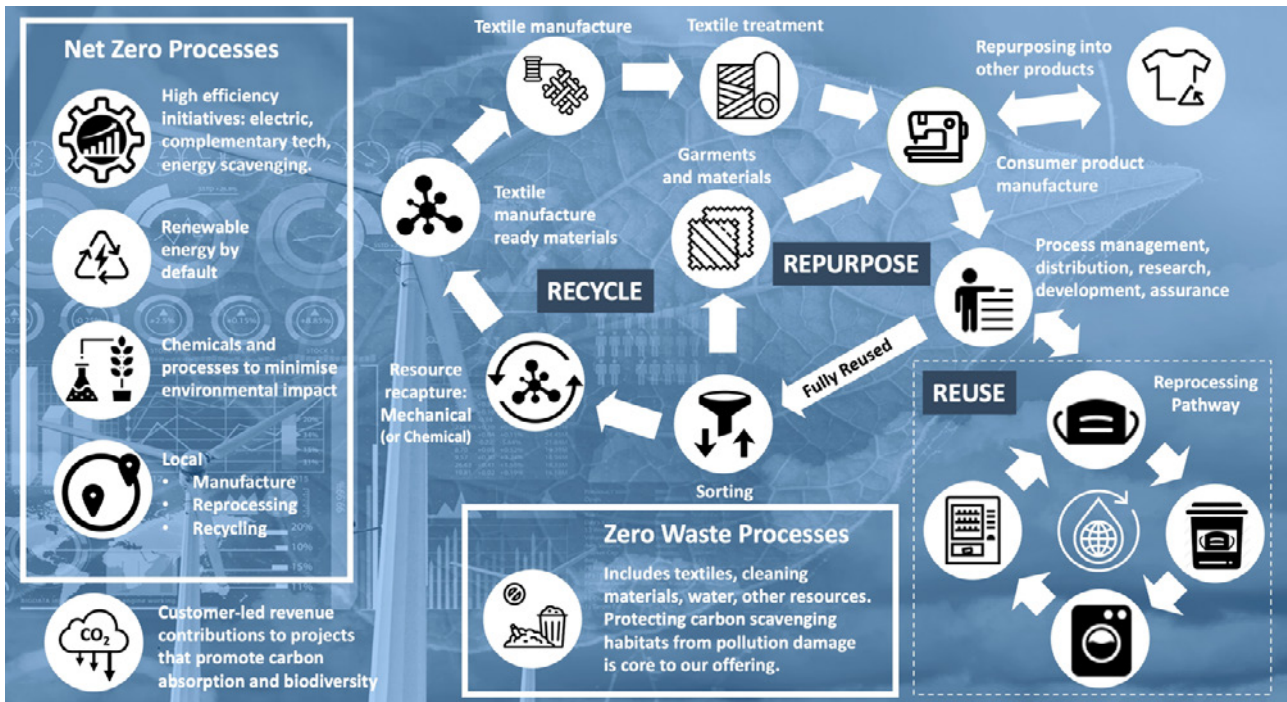 Net Zero Processes
High efficiency
initiatives: electric,
complementary tech,
energy scavenging.
Renewable
energy by
default
Chemicals and
processes to minimise
environmental impact
Local
• Manufacture
• Reprocessing
• Recycling
CO2
Customer-led revenue
contributions to projects
that promote carbon
absorption and biodiversity
Textile manufacture
Textile treatment
Repurposing into
other products
Consumer product
manufacture
Garments
and materials
Textile
manufacture
ready materials
RECYCLE
REPURPOSE
Process management,
distribution, research,
development, assurance
Resource
recapture:
Mechanical
(or Chemical)
Fully Reused
Sorting
REUSE
Reprocessing
Pathway
Zero Waste Processes
Includes textiles, cleaning
materials, water, other resources.
Protecting carbon scavenging
habitats from pollution damage
is core to our offering.